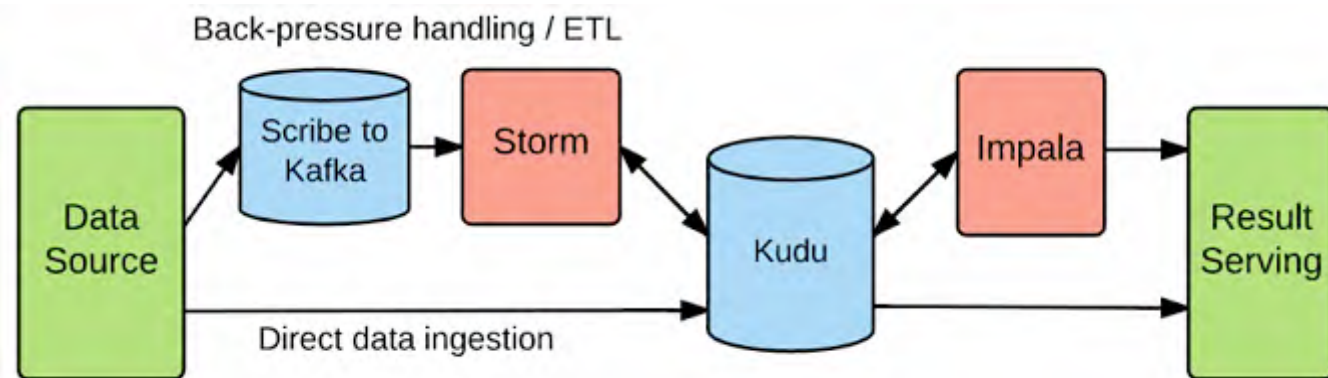 Back-pressure handling / ETL
Scribe to
Kafka
Storm
Impala
Data
Source
Kudu
Result
Serving
Direct data ingestion